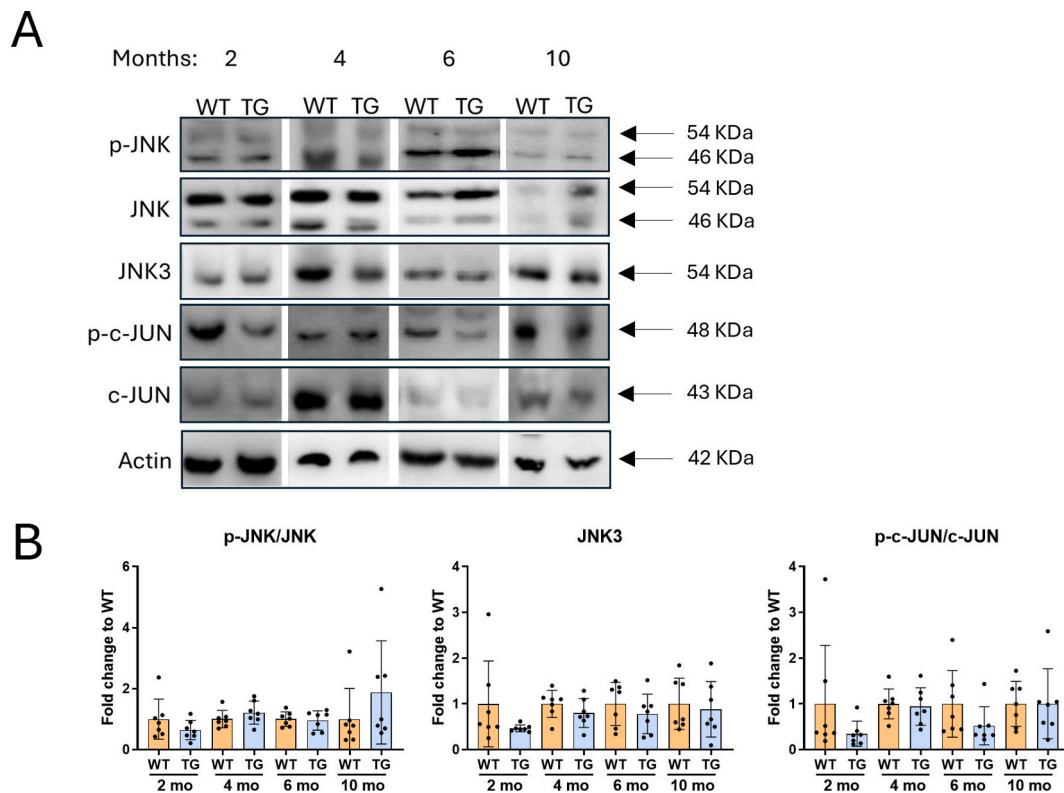 A
Months: 2 4 6 10
WT TG WT TG WT TG WT TG
p-JNK 54 KDa
46 KDa
JNK 54 KDa
46 KDa
JNK3 54 KDa
p-c-JUN 48 KDa
c-JUN 43 KDa
Actin 42 KDa
B
p-JNK/JNK
Fold change to WT
6
4
2
0
WT TG WT TG WT TG WT TG
2 mo 4 mo 6 mo 10 mo
JNK3
Fold change to WT
4
3
2
1
0
WT TG WT TG WT TG WT TG
2 mo 4 mo 6 mo 10 mo
p-c-JUN/c-JUN
Fold change to WT
4
3
2
1
0
WT TG WT TG WT TG WT TG
2 mo 4 mo 6 mo 10 mo